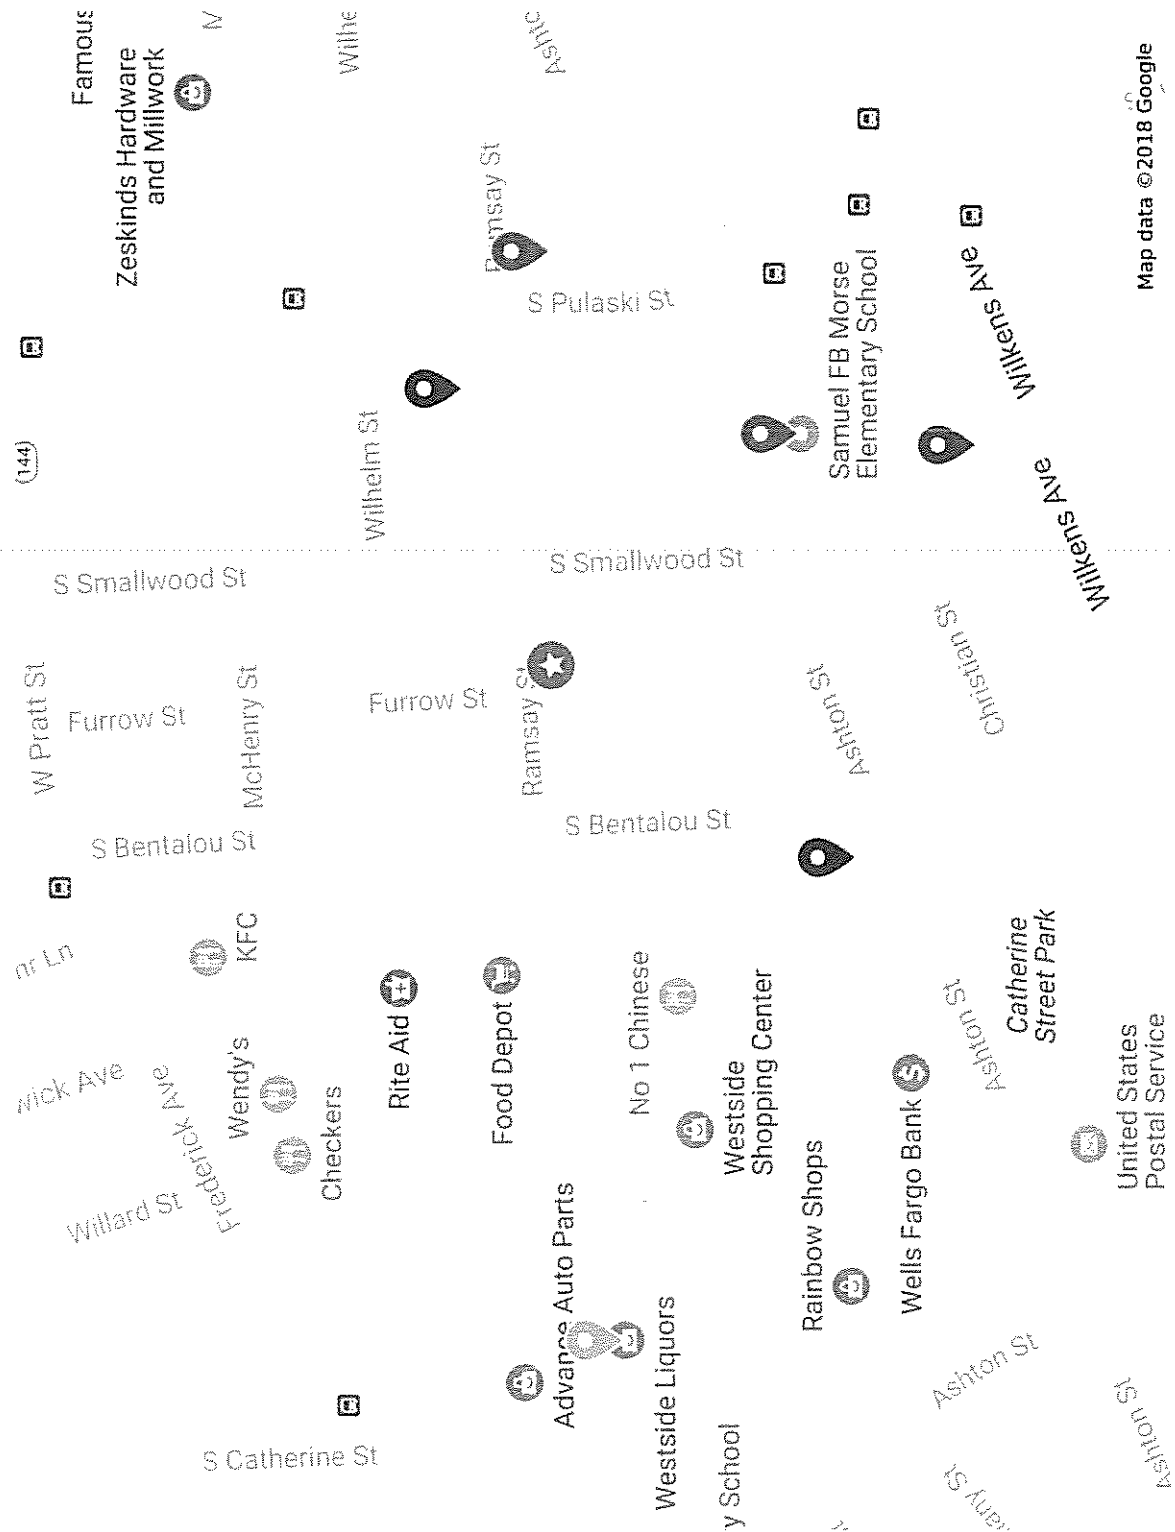 Famous
Zeskinds Hardware
and Millwork
(144)
Ramsay St
S Pulaski St
Wilhelm St
Samuel FB Morse
Elementary School
Wilkens Ave
Wilkens Ave
Map data ©2018 Google
S Smallwood St
S Smallwood St
W Pratt St
Furrow St
McHenry St
Furrow St
Ramsay St
Ashton St
Christian St
S Bentalou St
S Bentalou St
KFC
Wendy's
Checkers
Rite Aid
Food Depot
No 1 Chinese
Westside
Shopping Center
Catherine
Street Park
Ashton St
Frederick Ave
Willard St
Advance Auto Parts
Rainbow Shops
Wells Fargo Bank
United States
Postal Service
S Catherine St
Westside Liquors
y School
Ashton St
Ashton St